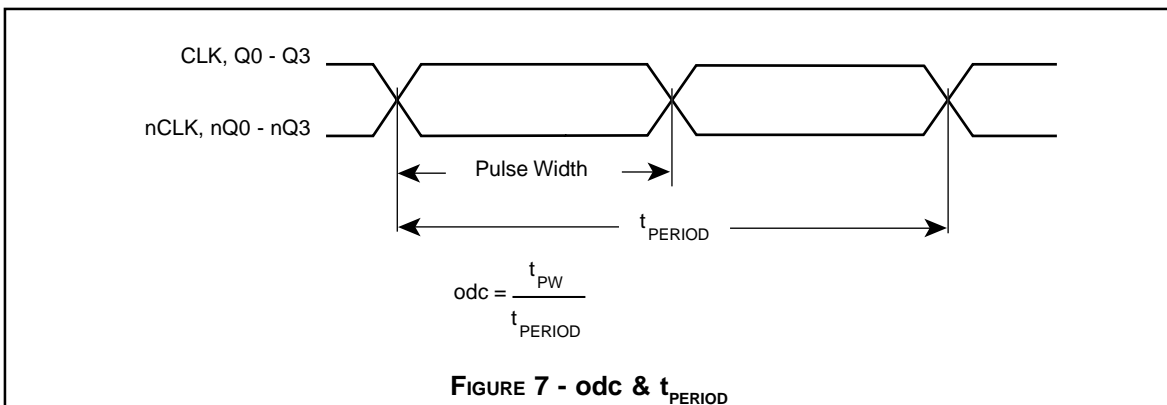 CLK, Q0 - Q3
nCLK, nQ0 - nQ3
Pulse Width
tPERIOD
odc = tPW
tPERIOD
FIGURE 7 - odc & tPERIOD